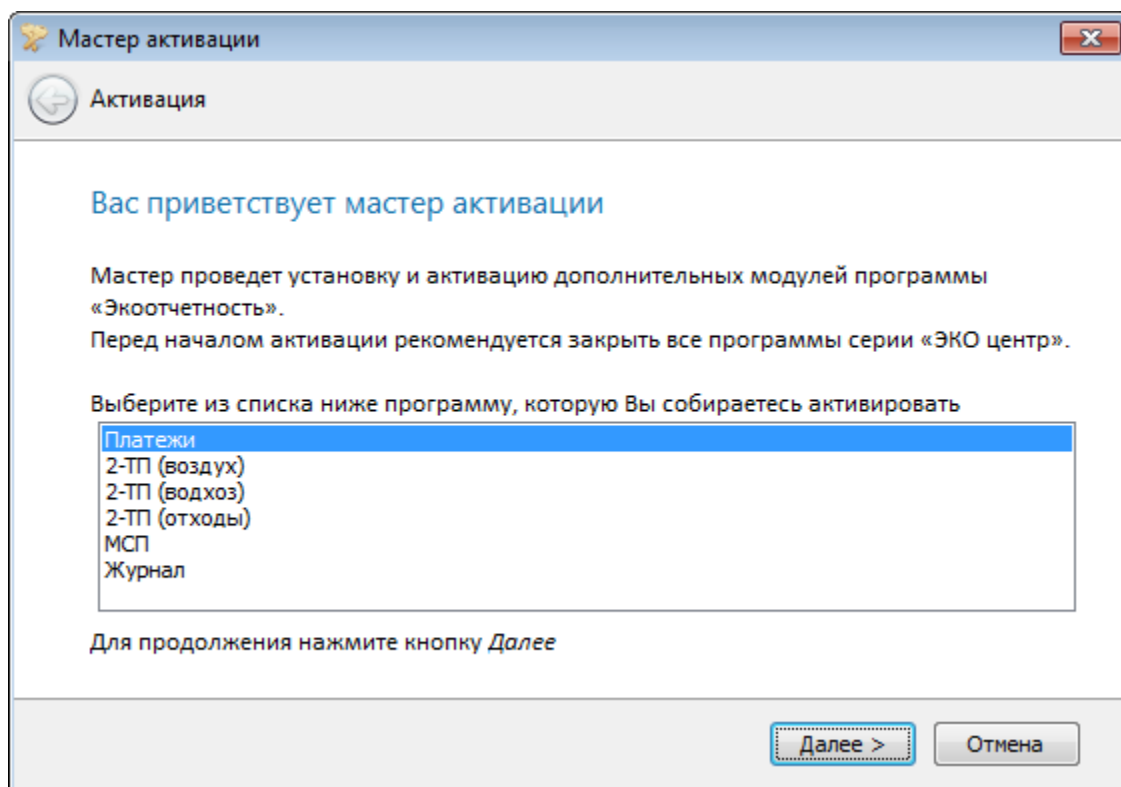 Мастер активации
Активация
Вас приветствует мастер активации
Мастер проведет установку и активацию дополнительных модулей программы
«Экоотчетность».
Перед началом активации рекомендуется закрыть все программы серии «ЭКО центр».
Выберите из списка ниже программу, которую Вы собираетесь активировать
Платежи
2-ТП (воздух)
2-ТП (водхоз)
2-ТП (отходы)
МСП
Журнал
Для продолжения нажмите кнопку Далее
Далее >
Отмена